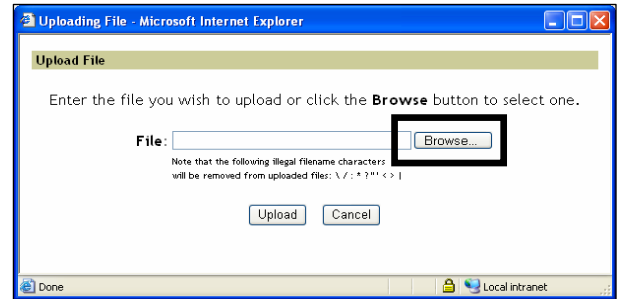 Uploading File - Microsoft Internet Explorer
Upload File
Enter the file you wish to upload or click the Browse button to select one.
File: Browse...
Note that the following illegal filename characters
will be removed from uploaded files: \ / : * ? " ' < > |
Upload Cancel
Done Local intranet